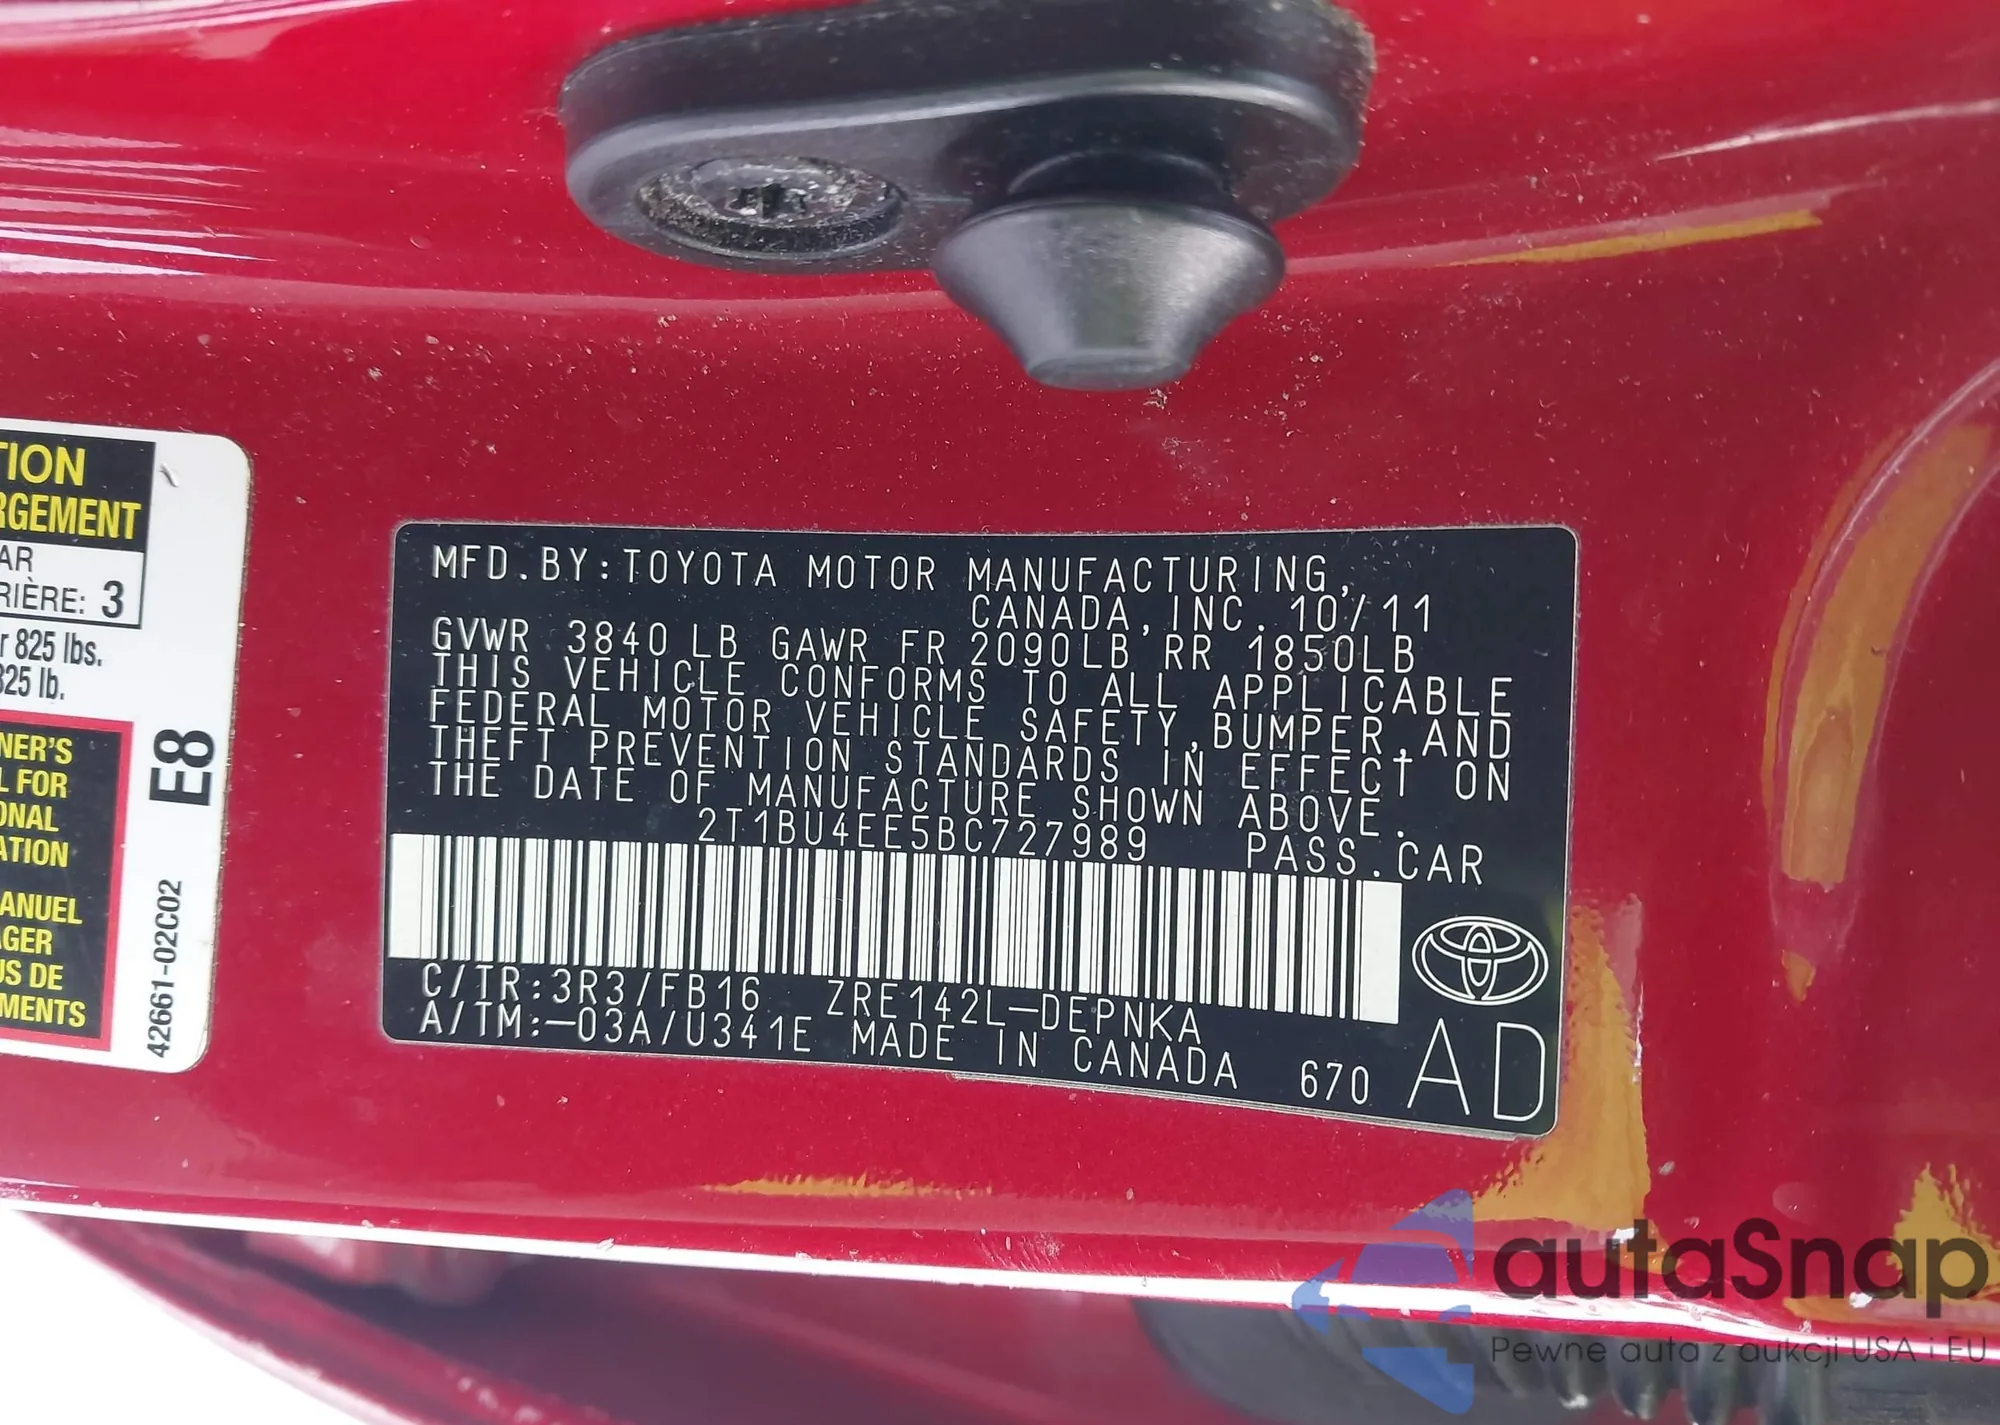 TION
RGEMENT
AR
RIÈRE: 3
r 825 lbs.
825 lb.
NER'S
L FOR
ONAL
ATION
ANUEL
AGER
US DE
MENTS
E8
42661-02C02
MFD.BY:TOYOTA MOTOR MANUFACTURING,
CANADA,INC. 10/11
GVWR 3840 LB GAWR FR 2090LB RR 1850LB
THIS VEHICLE CONFORMS TO ALL APPLICABLE
FEDERAL MOTOR VEHICLE SAFETY,BUMPER,AND
THEFT PREVENTION STANDARDS IN EFFECT ON
THE DATE OF MANUFACTURE SHOWN ABOVE.
2T1BU4EE5BC727989 PASS.CAR
C/TR:3R3/FB16 ZRE142L-DEPNKA
A/TM:-03A/U341E MADE IN CANADA 670 AD
autaSnap
Pewne auta z aukcji USA i EU